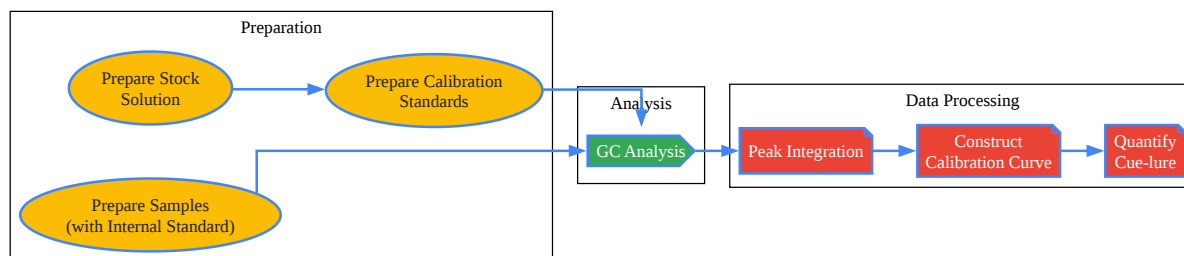 Preparation
Prepare Stock
Solution
Prepare Calibration
Standards
Prepare Samples
(with Internal Standard)
Analysis
GC Analysis
Data Processing
Peak Integration
Construct
Calibration Curve
Quantify
Cue-lure